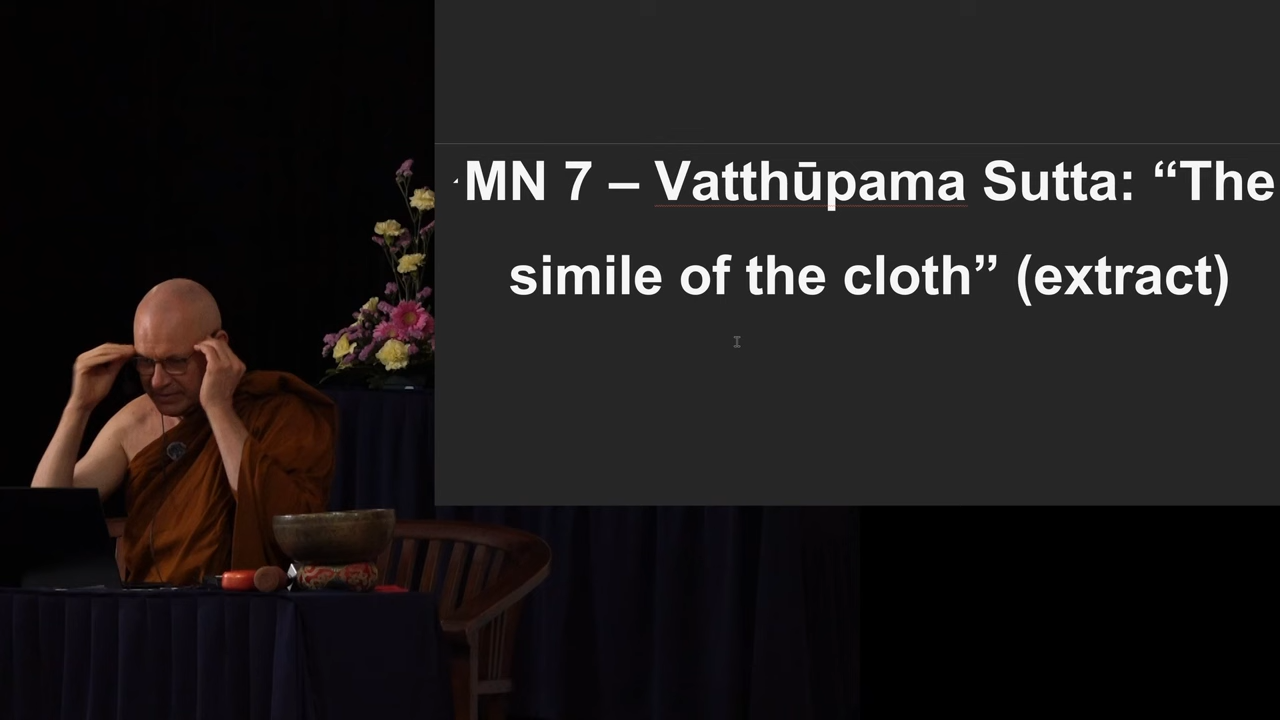 MN 7 – Vatthūpama Sutta: “The
simile of the cloth” (extract)